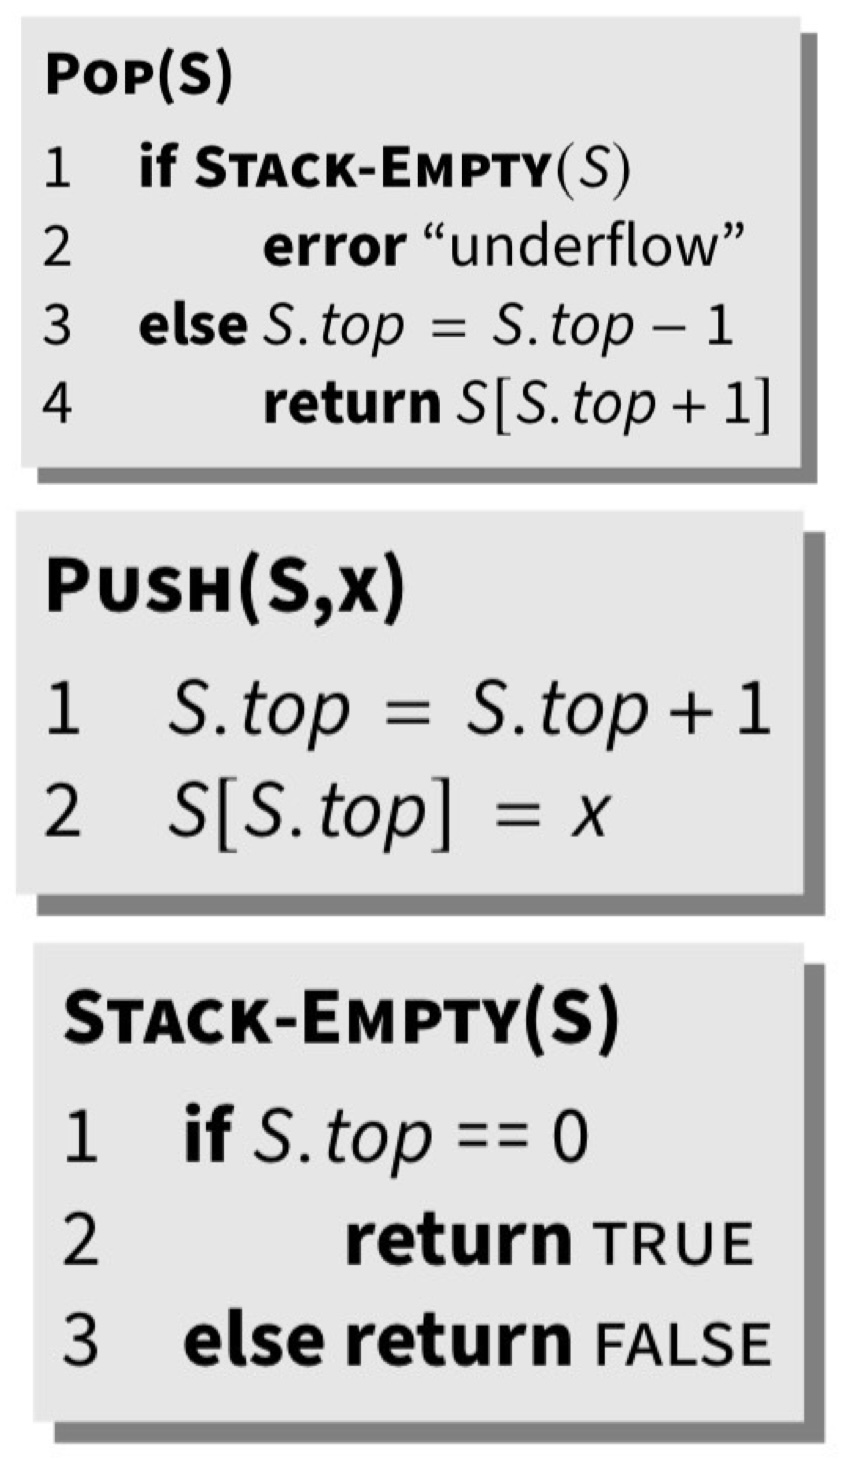 POP(S)
1 if STACK-EMPTY(S)
2 error “underflow”
3 else S.top = S.top − 1
4 return S[S.top + 1]
PUSH(S,x)
1 S.top = S.top + 1
2 S[S.top] = x
STACK-EMPTY(S)
1 if S.top == 0
2 return TRUE
3 else return FALSE